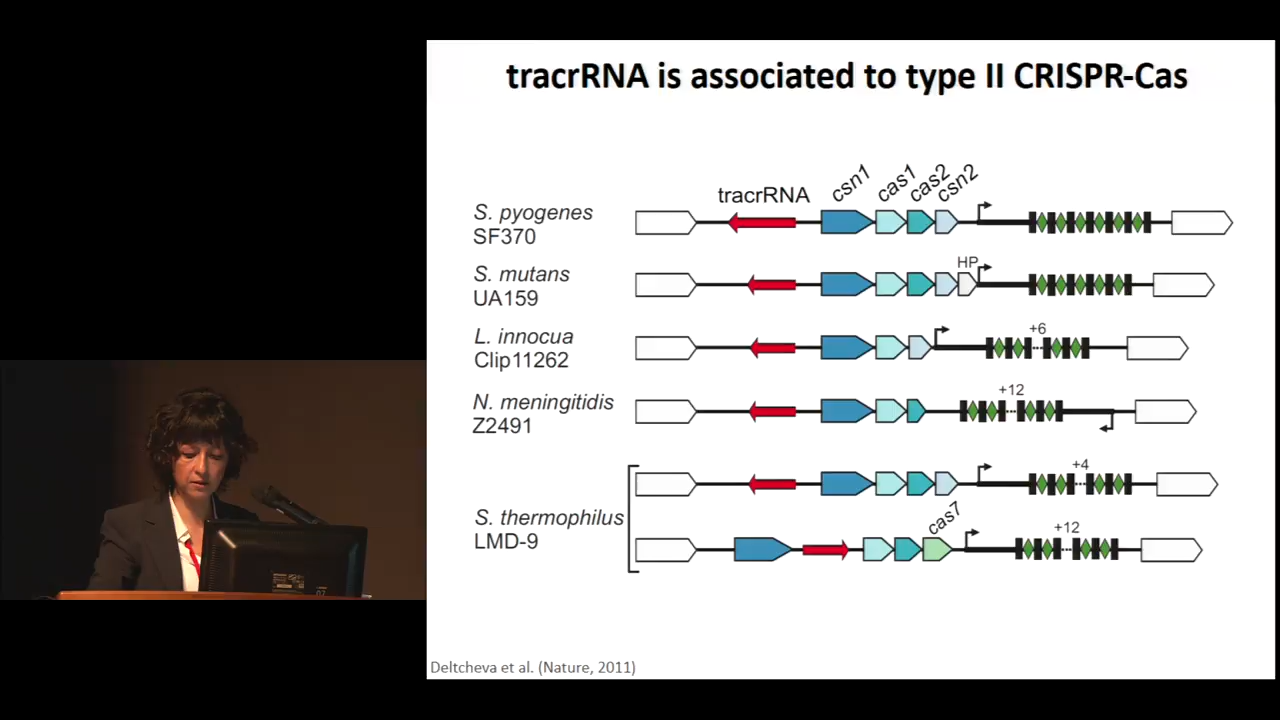 tracrRNA is associated to type II CRISPR-Cas
tracrRNA
csn1
cas1
cas2
csn2
S. pyogenes
SF370
HP
S. mutans
UA159
+6
L. innocua
Clip11262
+12
N. meningitidis
Z2491
+4
S. thermophilus
LMD-9
cas7
+12
Deltcheva et al. (Nature, 2011)